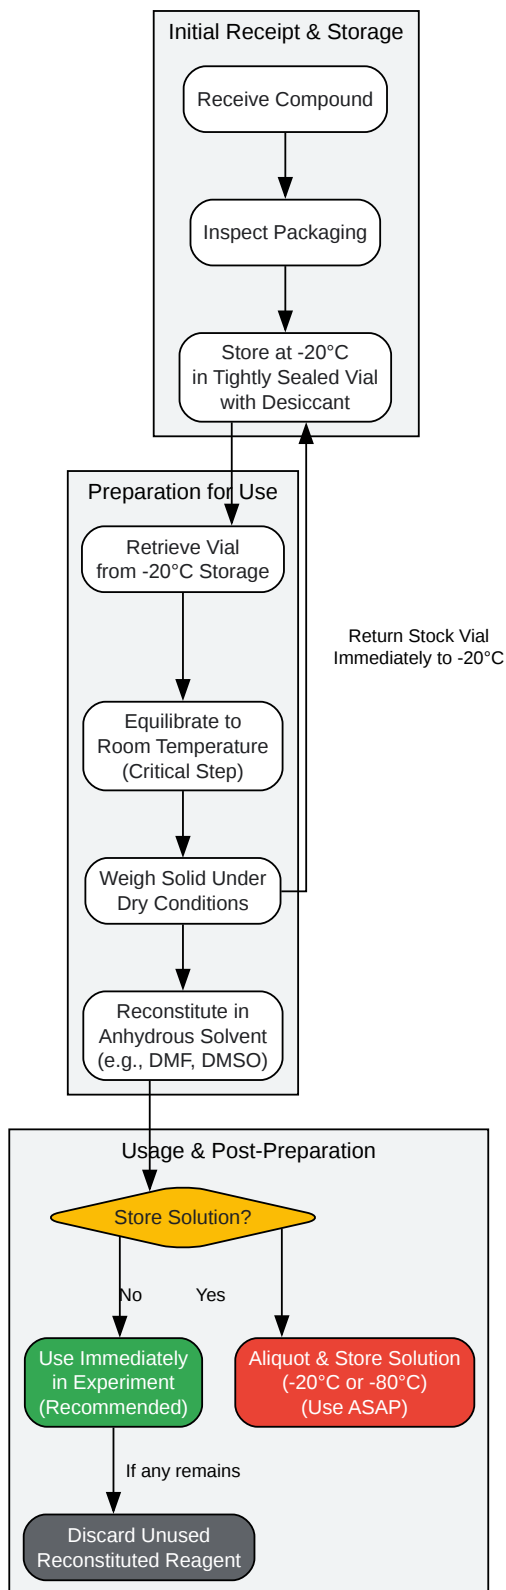 Initial Receipt & Storage
Receive Compound
Inspect Packaging
Store at -20°C
in Tightly Sealed Vial
with Desiccant
Preparation for Use
Retrieve Vial
from -20°C Storage
Return Stock Vial
Immediately to -20°C
Equilibrate to
Room Temperature
(Critical Step)
Weigh Solid Under
Dry Conditions
Reconstitute in
Anhydrous Solvent
(e.g., DMF, DMSO)
Usage & Post-Preparation
Store Solution?
No
Yes
Use Immediately
in Experiment
(Recommended)
Aliquot & Store Solution
(-20°C or -80°C)
(Use ASAP)
If any remains
Discard Unused
Reconstituted Reagent